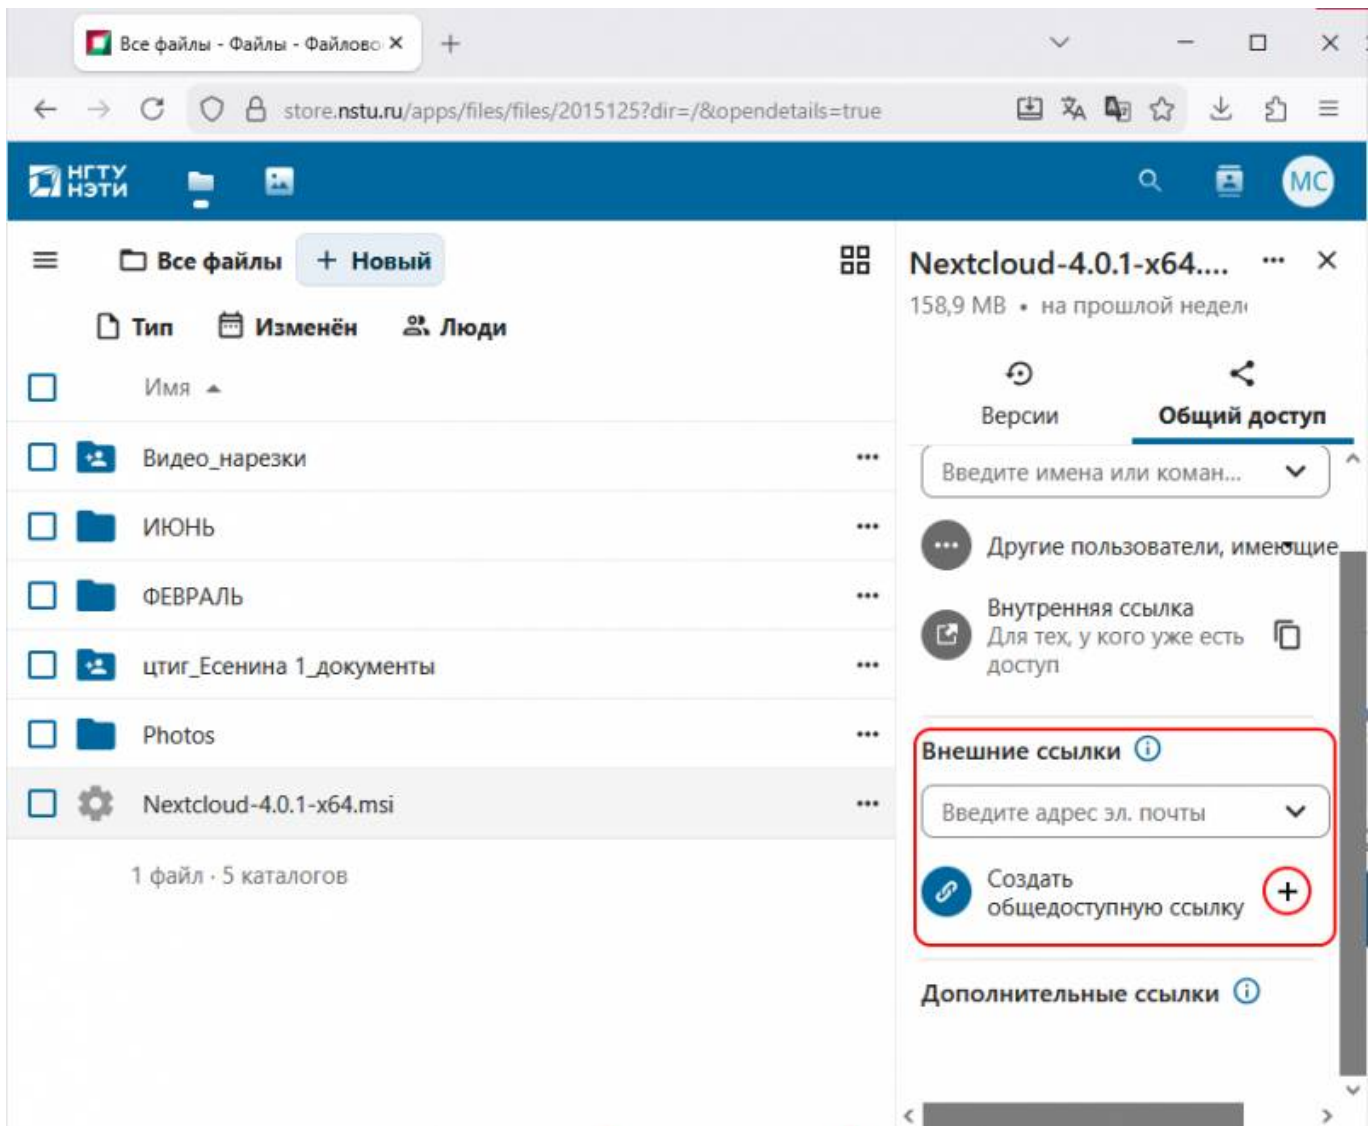 Все файлы - Файлы - Файлово
store.nstu.ru/apps/files/files/2015125?dir=/&opendetails=true
НГТУ
НЭТИ
МС
Все файлы
+ Новый
Тип
Изменён
Люди
Имя
Видео_нарезки
ИЮНЬ
ФЕВРАЛЬ
цтиг_Есенина 1_документы
Photos
Nextcloud-4.0.1-x64.msi
1 файл · 5 каталогов
Nextcloud-4.0.1-x64....
158,9 MB • на прошлой недел
Версии
Общий доступ
Введите имена или коман...
Другие пользователи, имеющие
Внутренняя ссылка
Для тех, у кого уже есть
доступ
Внешние ссылки
Введите адрес эл. почты
Создать
общедоступную ссылку
Дополнительные ссылки